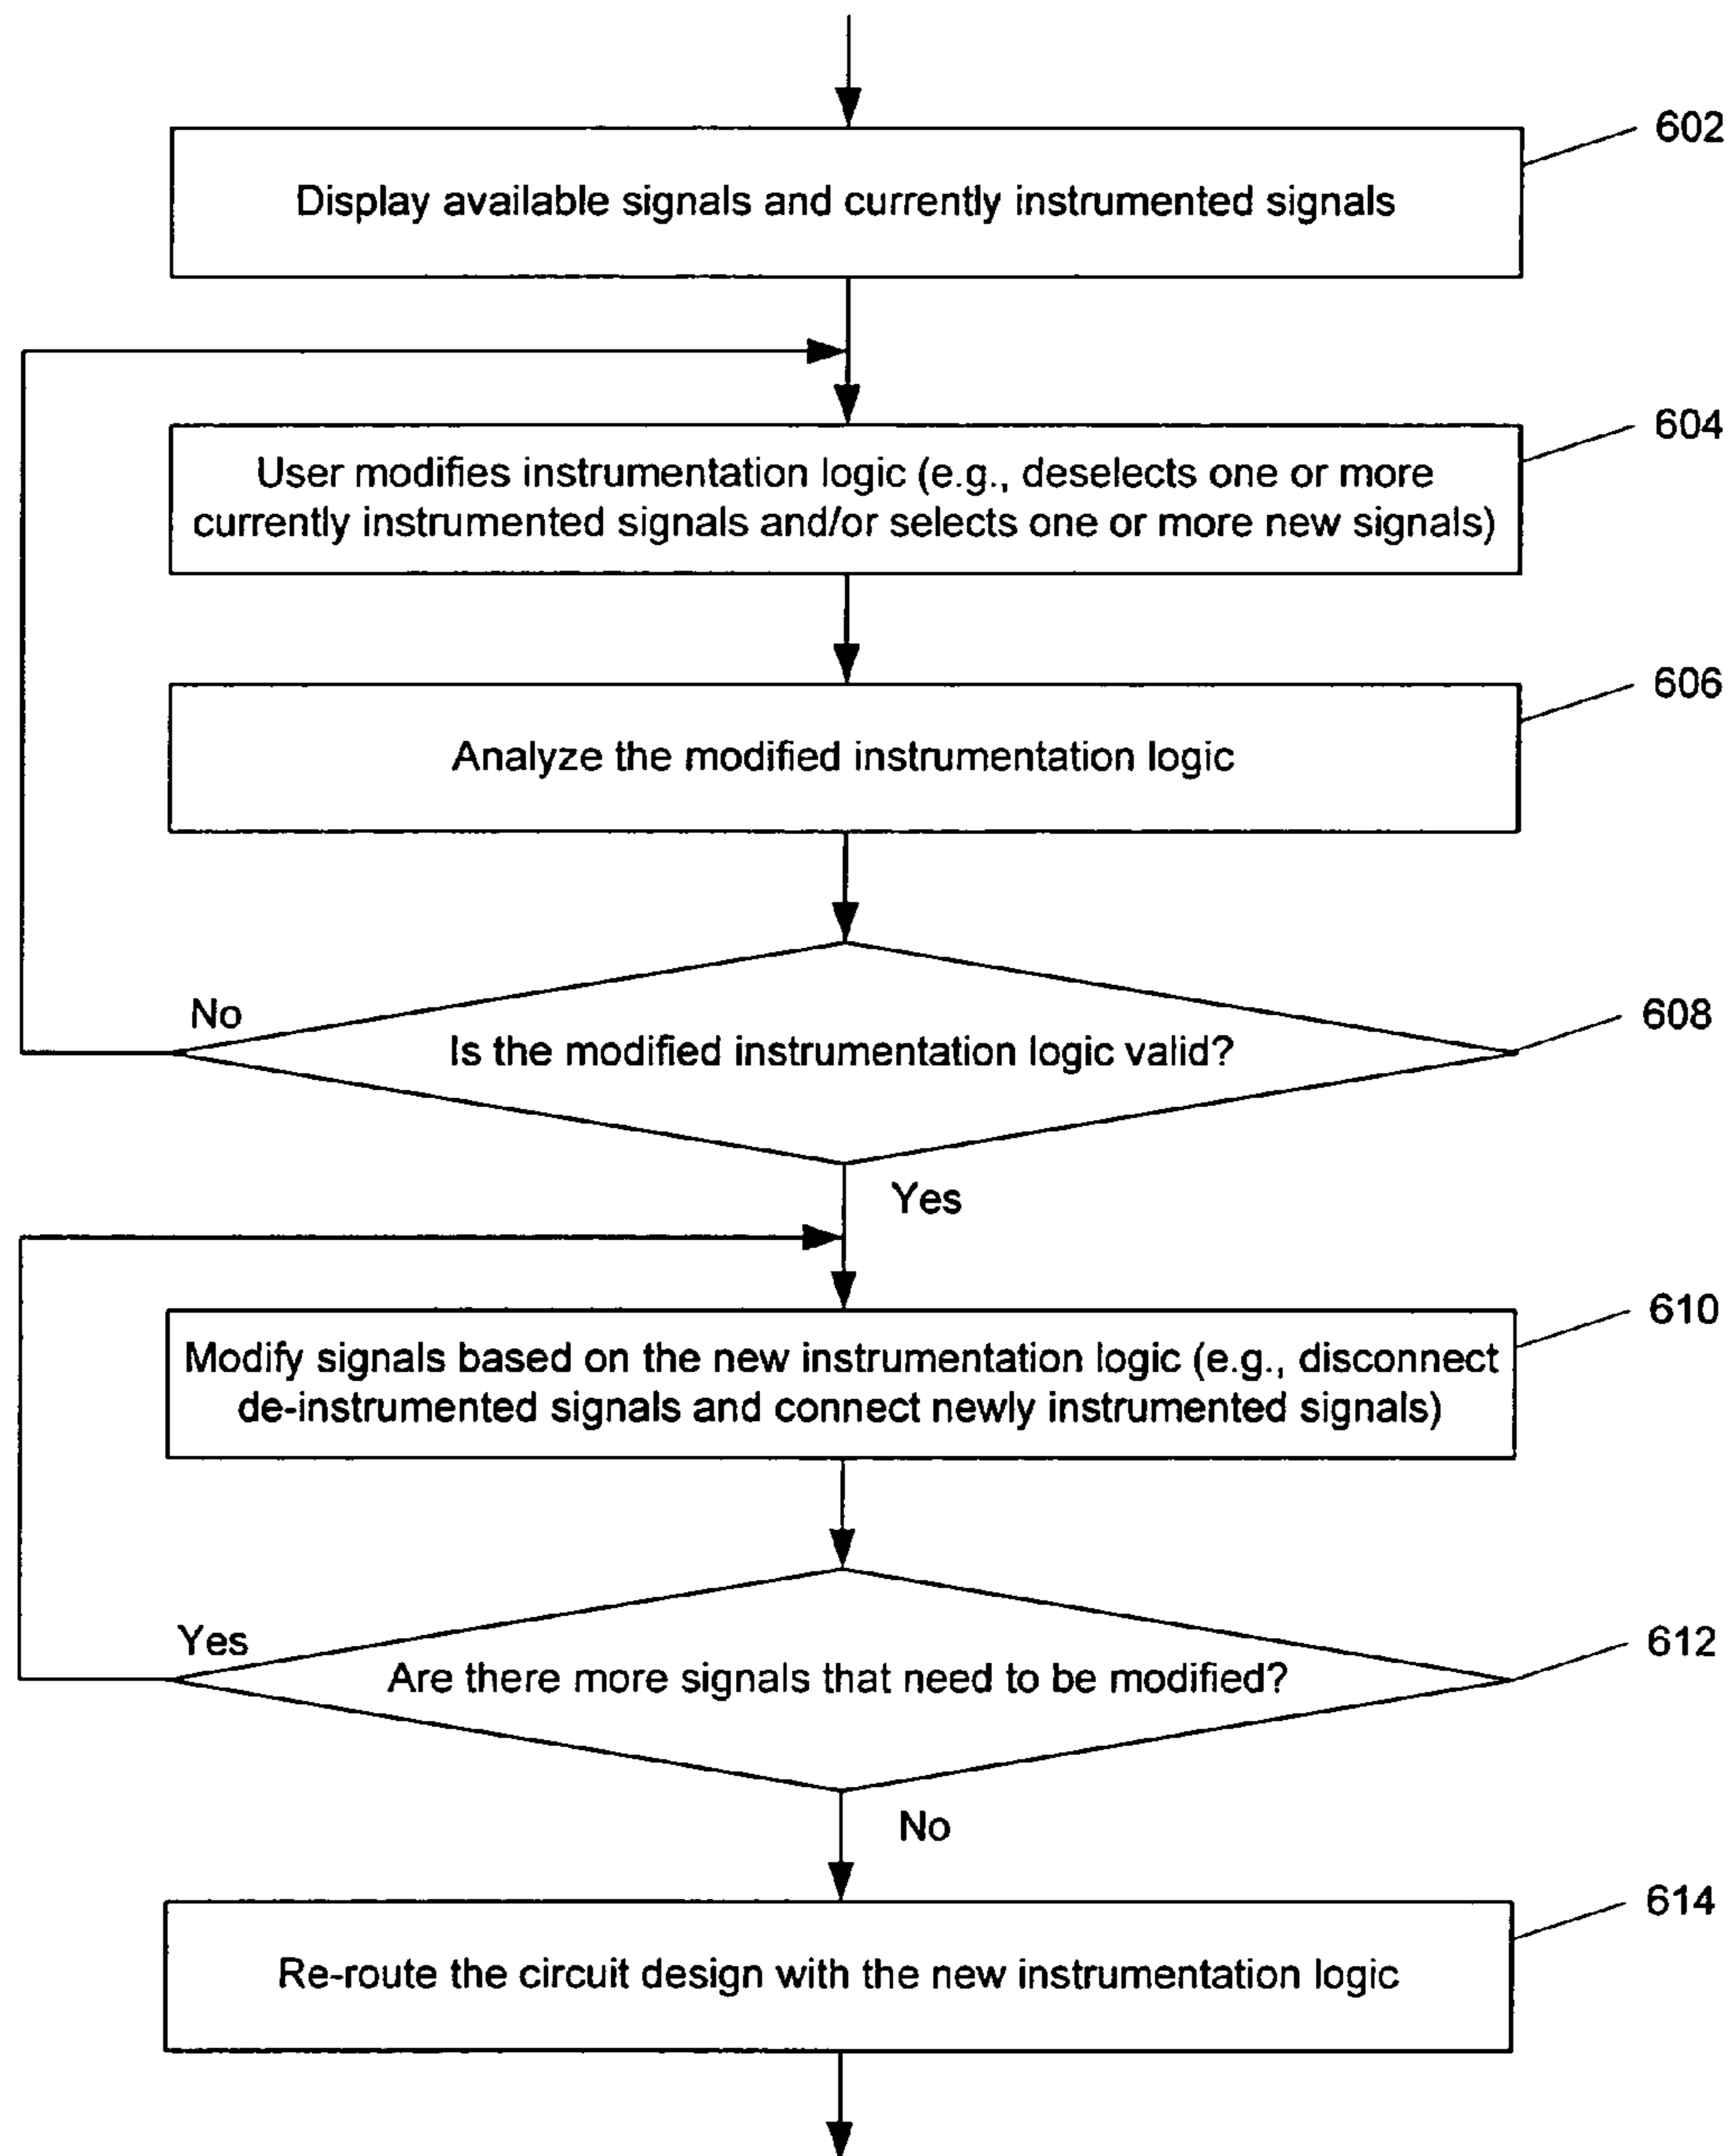 602
Display available signals and currently instrumented signals
604
User modifies instrumentation logic (e.g., deselects one or more
currently instrumented signals and/or selects one or more new signals)
606
Analyze the modified instrumentation logic
No
608
Is the modified instrumentation logic valid?
Yes
610
Modify signals based on the new instrumentation logic (e.g., disconnect
de-instrumented signals and connect newly instrumented signals)
Yes
612
Are there more signals that need to be modified?
No
614
Re-route the circuit design with the new instrumentation logic